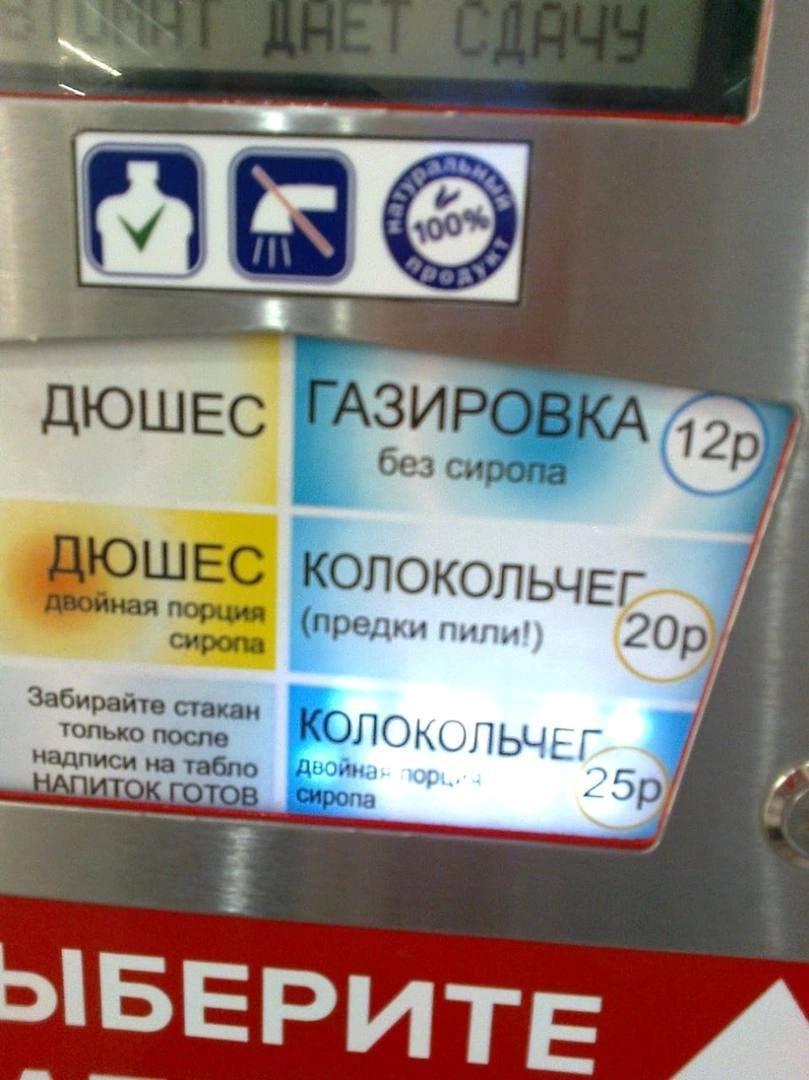 ДАЕТ СДАЧУ
натуральный
100%
продукт
ДЮШЕС
ГАЗИРОВКА
без сиропа
12р
ДЮШЕС
двойная порция
сиропа
КОЛОКОЛЬЧЕГ
(предки пили!)
20р
Забирайте стакан
только после
надписи на табло
НАПИТОК ГОТОВ
КОЛОКОЛЬЧЕГ
двойная порция
сиропа
25р
ЫБЕРИТЕ